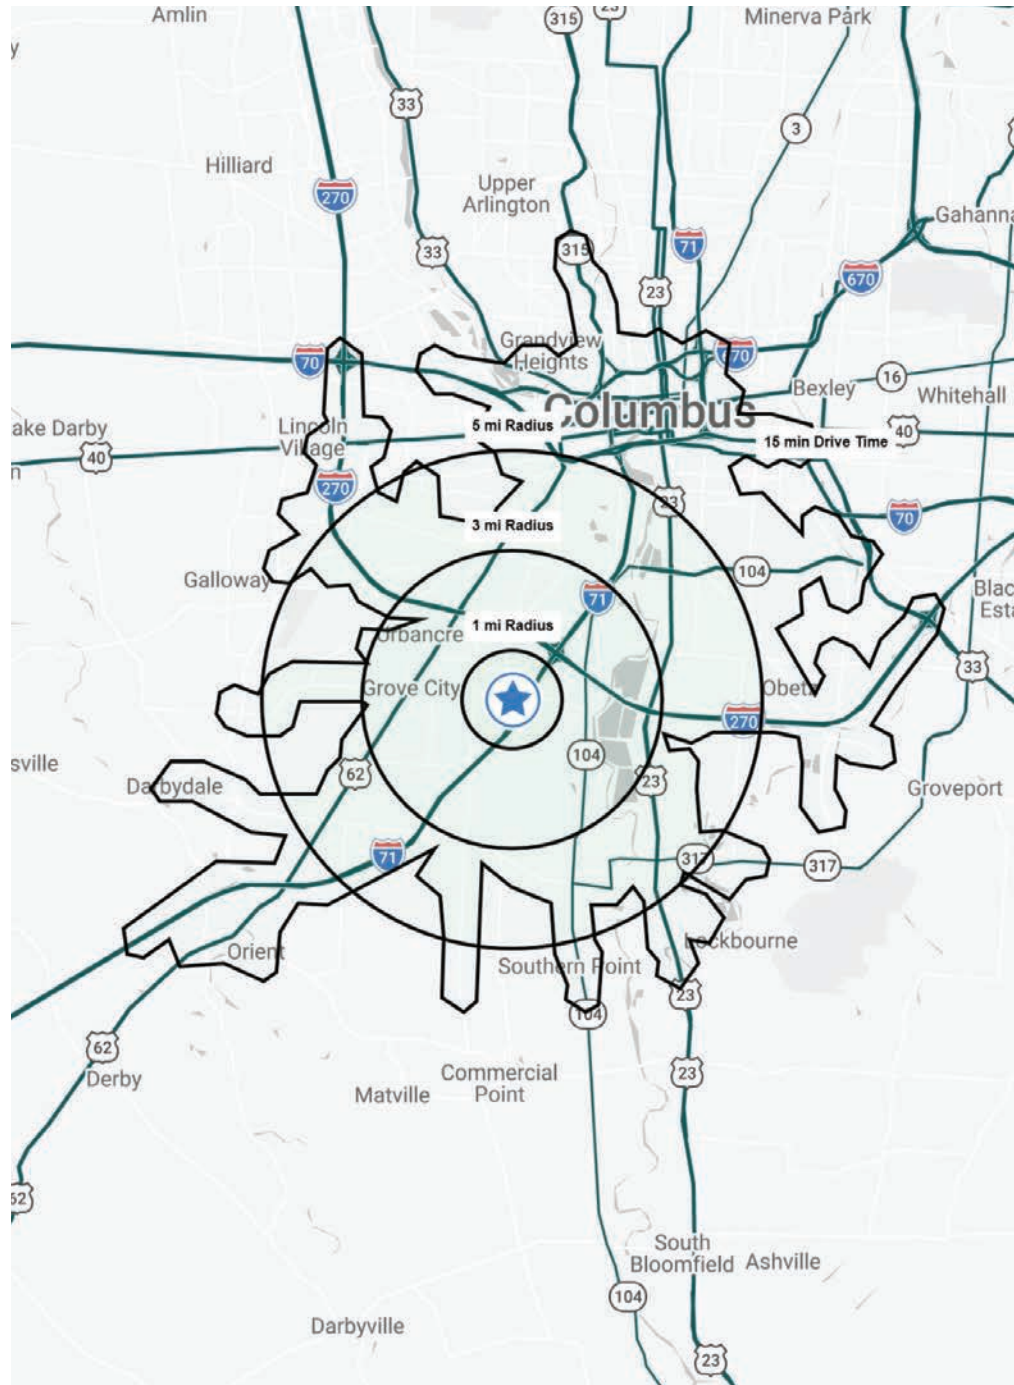 Amlin
315
23
Minerva Park
y
33
3
Hilliard
270
Upper
Arlington
Gahanna
33
315
71
23
670
Grandview
Heights
70
670
16
Bexley
Whitehall
Columbus
5 mi Radius
Lincoln
Village
ake Darby
40
15 min Drive Time
40
n
270
23
3 mi Radius
70
Galloway
104
71
Blac
Esta
1 mi Radius
Urbancre
33
Grove City
Obetz
270
104
sville
62
23
Darbydale
Groveport
71
317
317
Orient
Lockbourne
Southern Point
23
104
62
Derby
23
Commercial
Point
Matville
62
South
Bloomfield
Ashville
104
Darbyville
23